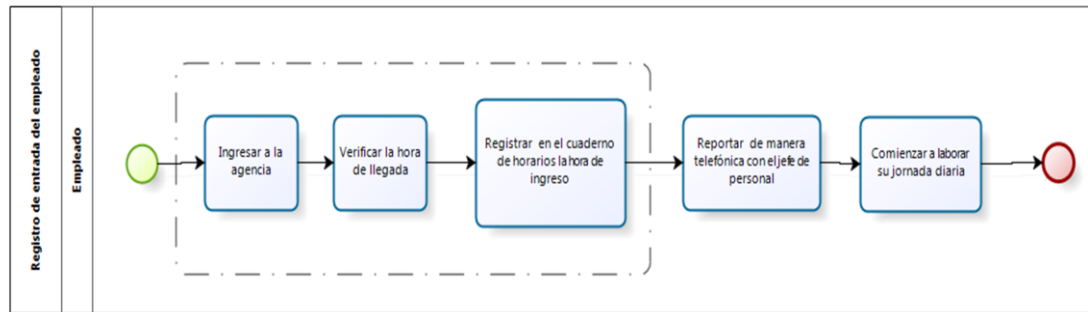 Registro de entrada del empleado
Empleado
Ingresar a la
agencia
Verificar la hora
de llegada
Registrar en el cuaderno
de horarios la hora de
ingreso
Reportar de manera
telefónica con el jefe de
personal
Comienzar a laborar
su jornada diaria